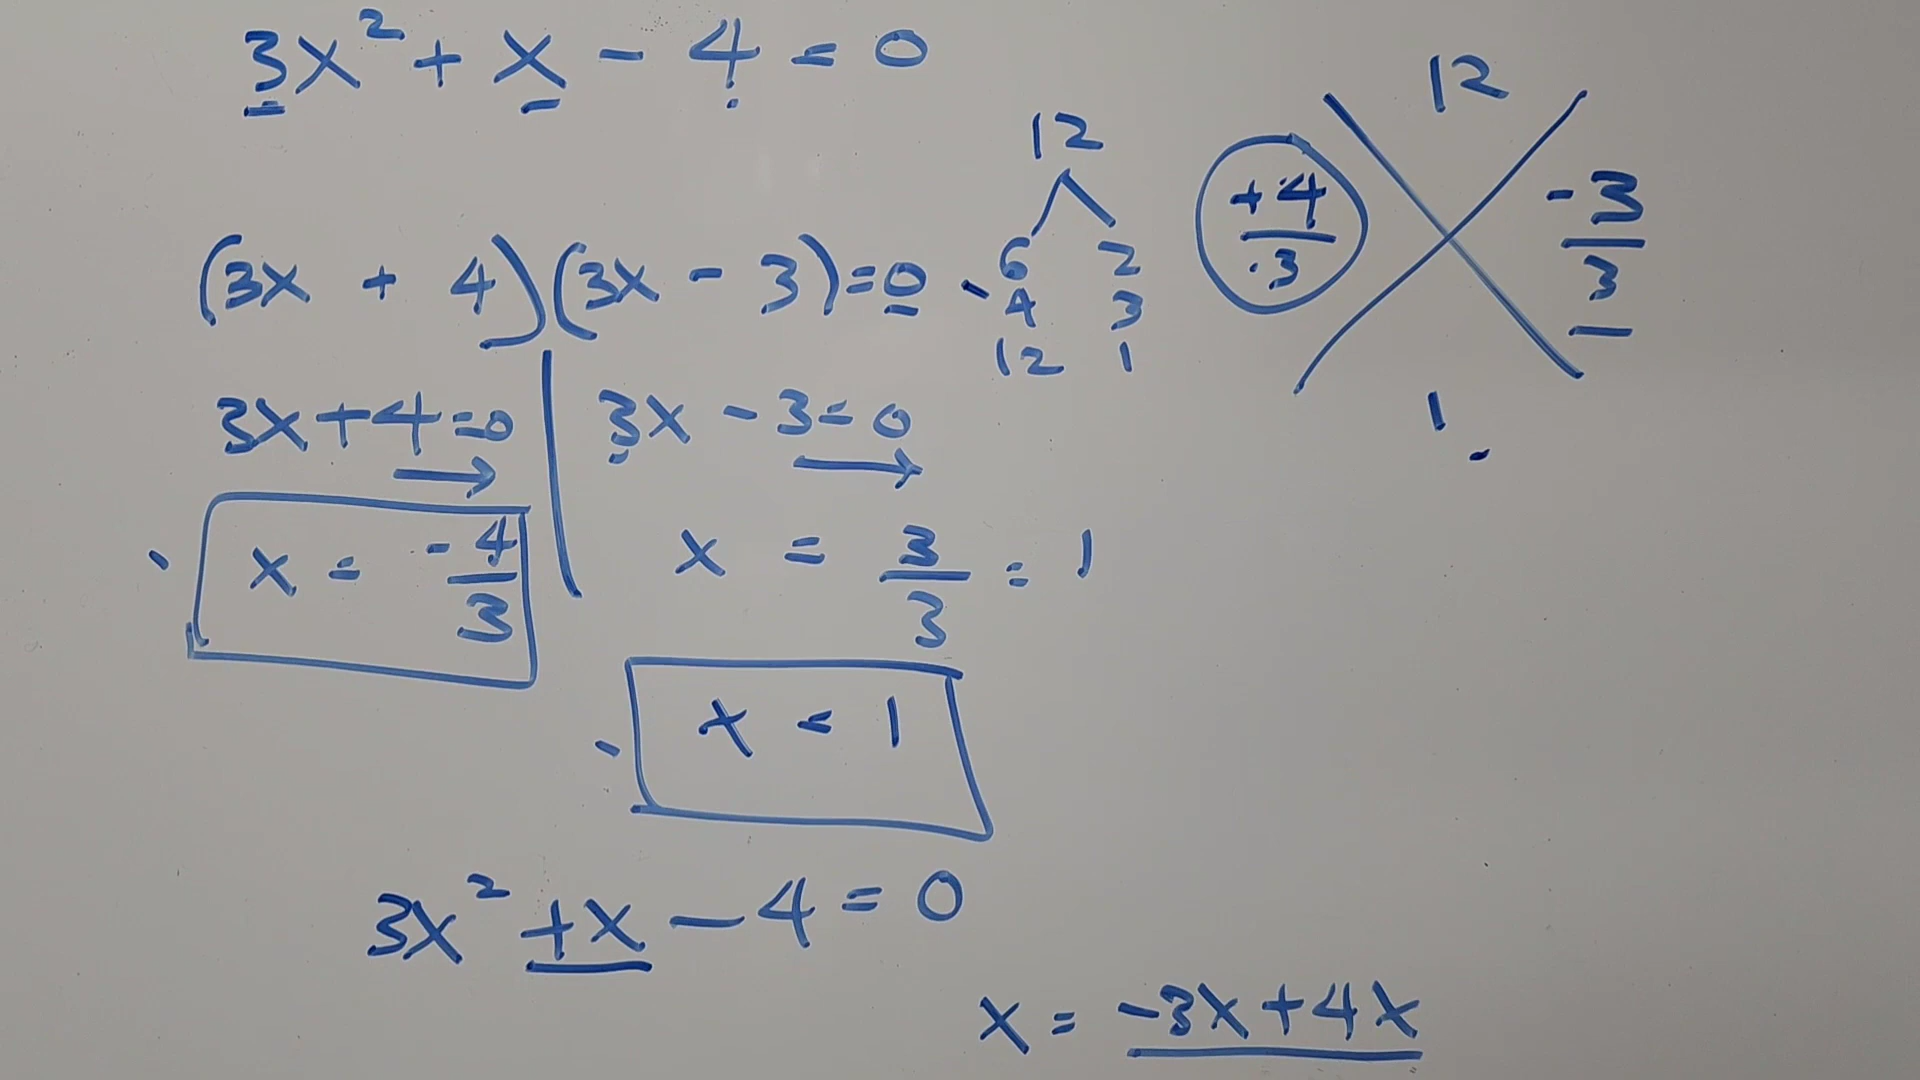 3x² + x - 4 = 0
12
6 2
4 3
12 1
12
+4/3
-3/3
1
(3x + 4)(3x - 3) = 0
3x + 4 = 0
3x - 3 = 0
x = -4/3
x = 3/3 = 1
x = 1
3x² + x - 4 = 0
x = -3x + 4x